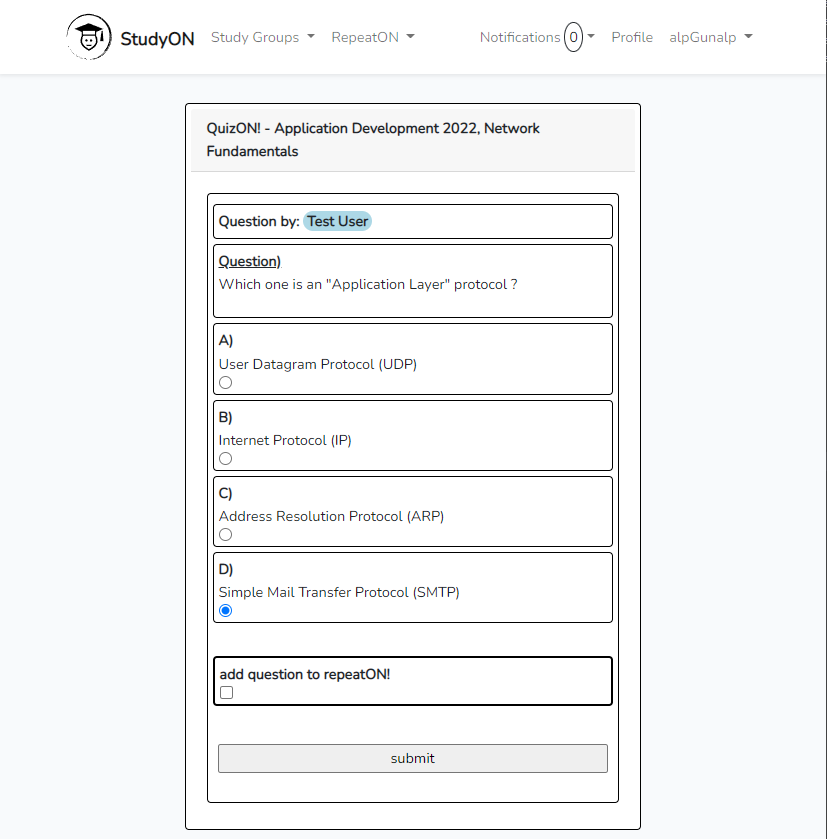 StudyON Study Groups RepeatON Notifications 0 Profile alpGunalp
QuizON! - Application Development 2022, Network
Fundamentals
Question by: Test User
Question)
Which one is an "Application Layer" protocol ?
A)
User Datagram Protocol (UDP)
B)
Internet Protocol (IP)
C)
Address Resolution Protocol (ARP)
D)
Simple Mail Transfer Protocol (SMTP)
add question to repeatON!
submit